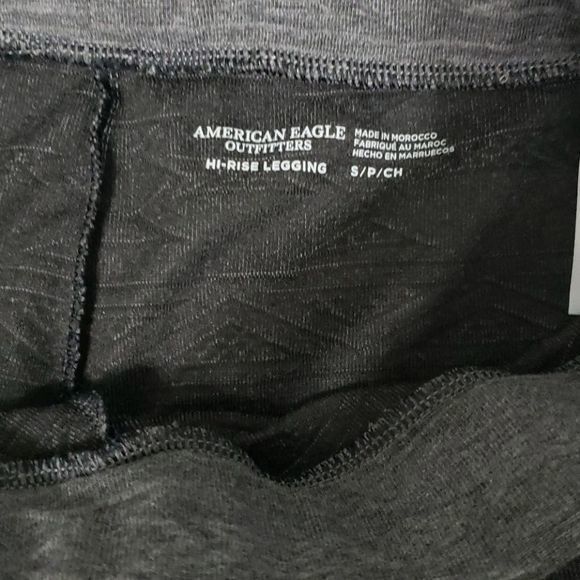 AMERICAN EAGLE
OUTFITTERS
HI-RISE LEGGING
MADE IN MOROCCO
FABRIQUÉ AU MAROC
HECHO EN MARRUECOS
S/P/CH